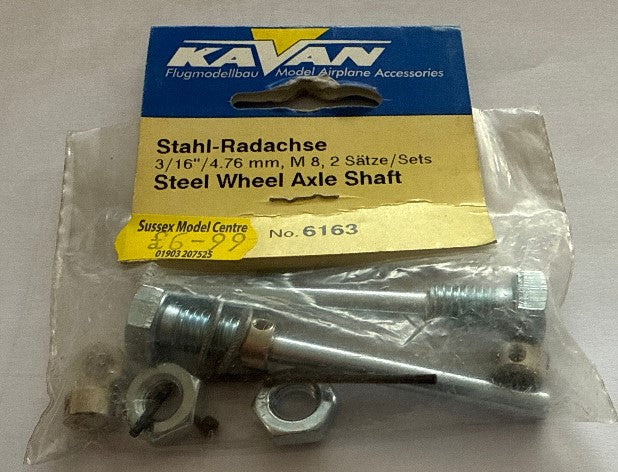 KAVAN
Flugmodellbau Model Airplane Accessories
Stahl-Radachse
3/16"/4.76 mm, M 8, 2 Sätze/Sets
Steel Wheel Axle Shaft
No. 6163
Sussex Model Centre
£6-99
01903 207525